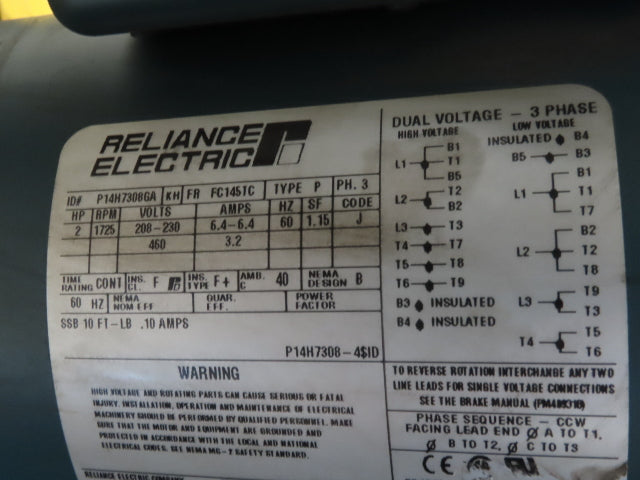 RELIANCE
ELECTRIC
ID# P14H7308GA KH FR FC145TC TYPE P PH. 3
HP RPM VOLTS AMPS HZ SF CODE
2 1725 208-230 6.4-6.4 60 1.15 J
460 3.2
TIME RATING CONT INS. CL. F INS. TYPE F+ AMB. C 40 NEMA DESIGN B
60 HZ NEMA NOM EFF QUAR. EFF. POWER FACTOR
SSB 10 FT-LB .10 AMPS
P14H7308-4$ID
WARNING
HIGH VOLTAGE AND ROTATING PARTS CAN CAUSE SERIOUS OR FATAL
INJURY. INSTALLATION, OPERATION AND MAINTENANCE OF ELECTRICAL
MACHINERY SHOULD BE PERFORMED BY QUALIFIED PERSONNEL. MAKE
SURE THAT THE MOTOR AND EQUIPMENT ARE GROUNDED AND
PROTECTED IN ACCORDANCE WITH THE LOCAL AND NATIONAL
ELECTRICAL CODES. SEE NEMA MG-2 SAFETY STANDARD.
RELIANCE ELECTRIC COMPANY
DUAL VOLTAGE - 3 PHASE
HIGH VOLTAGE
B1
L1 T1
B5
L2 T2
B2
L3 T3
T4 T7
T5 T8
T6 T9
B3 INSULATED
B4 INSULATED
LOW VOLTAGE
INSULATED B4
B5 B3
B1
L1 T1
T7
B2
L2 T2
T8
T9
L3 T3
T5
T4 T6
TO REVERSE ROTATION INTERCHANGE ANY TWO
LINE LEADS FOR SINGLE VOLTAGE CONNECTIONS
SEE THE BRAKE MANUAL
PHASE SEQUENCE - CCW
FACING LEAD END Ø A TO T1,
Ø B TO T2, Ø C TO T3
CE